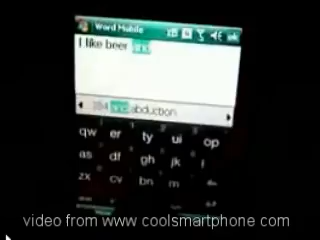 Word Mobile
ok
I like beer and
and abduction
qw er ty ui op
as df gh jk l
zx cv bn m
video from www.coolsmartphone.com